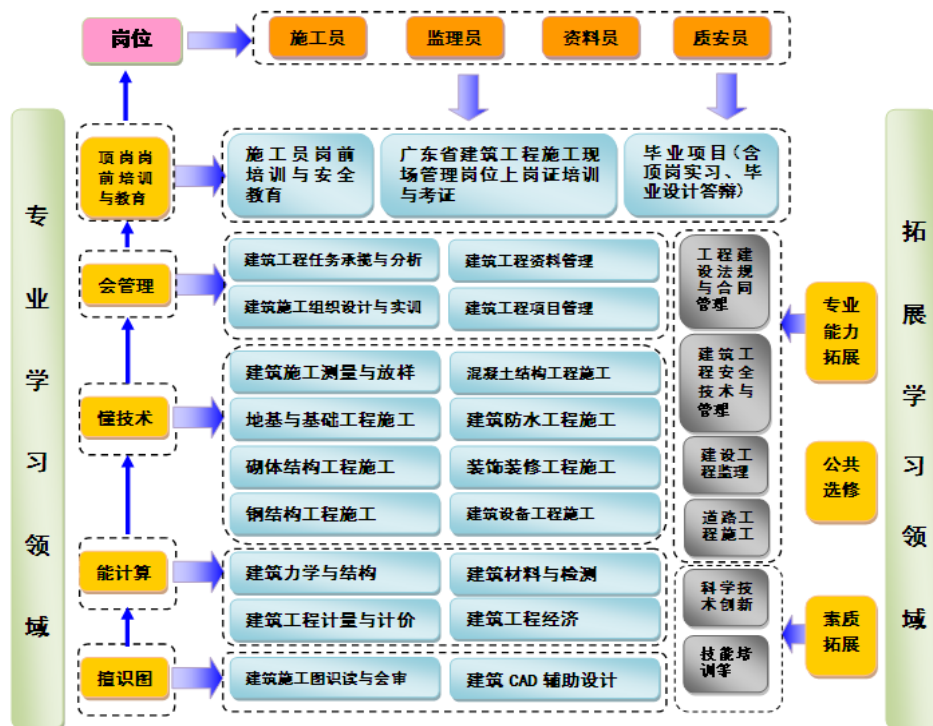 岗位
施工员
监理员
资料员
质安员
专业学习领域
顶岗岗
前培训
与教育
施工员岗前
培训与安全
教育
广东省建筑工程施工现
场管理岗位上岗证培训
与考证
毕业项目（含
顶岗实习、毕
业设计答辩）
会管理
建筑工程任务承揽与分析
建筑工程资料管理
建筑施工组织设计与实训
建筑工程项目管理
懂技术
建筑施工测量与放样
混凝土结构工程施工
地基与基础工程施工
建筑防水工程施工
砌体结构工程施工
装饰装修工程施工
钢结构工程施工
建筑设备工程施工
能计算
建筑力学与结构
建筑材料与检测
建筑工程计量与计价
建筑工程经济
擅识图
建筑施工图识读与会审
建筑 CAD 辅助设计
工程建
设法规
与合同
管理
建筑工
程安全
技术与
管理
建设工
程监理
道路工
程施工
科学技
术创新
技能培
训等
专业
能力
拓展
公共
选修
素质
拓展
拓展学习领域